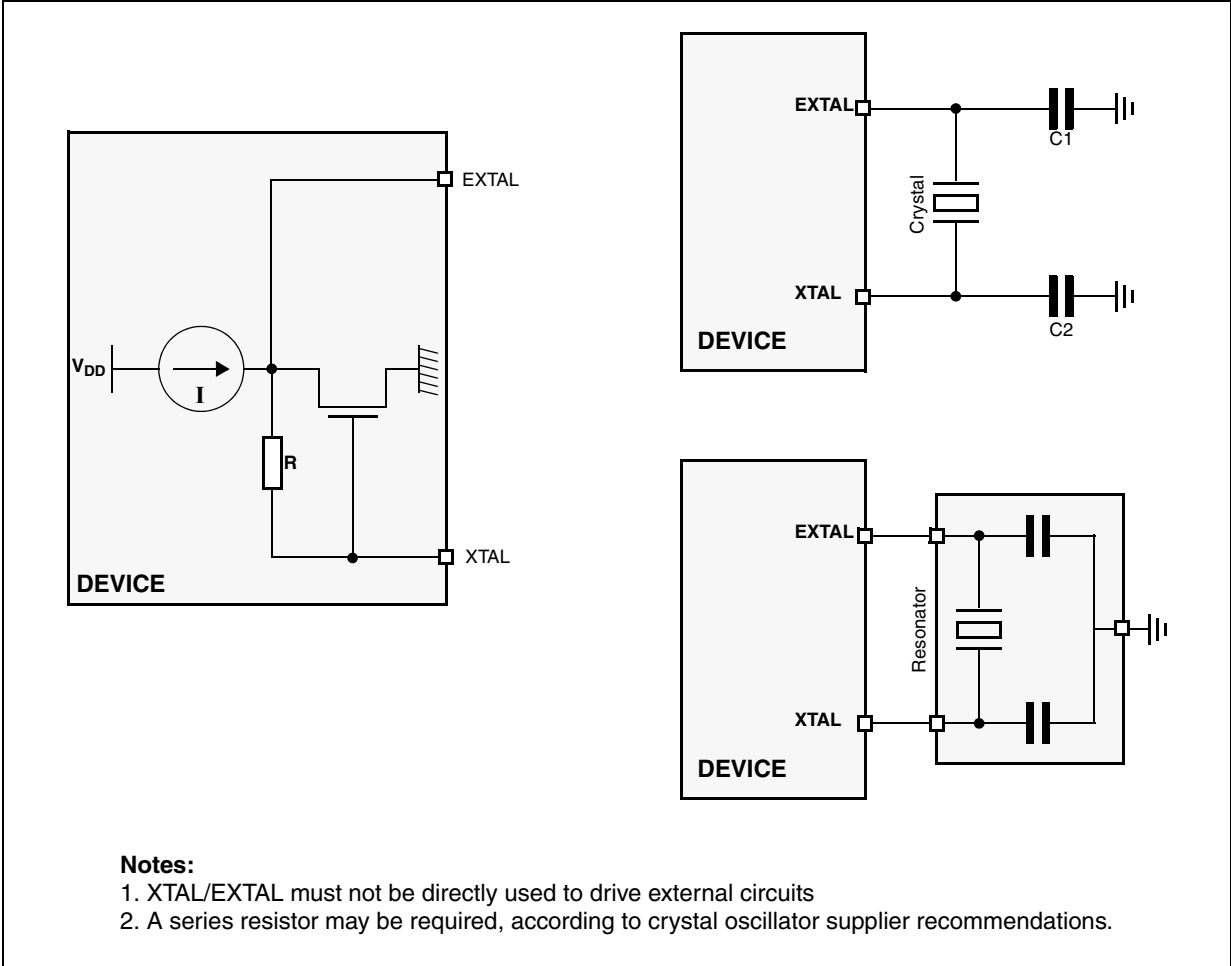 EXTAL
V_DD
I
R
XTAL
DEVICE
EXTAL
C1
Crystal
XTAL
C2
DEVICE
EXTAL
Resonator
XTAL
DEVICE
Notes:
1. XTAL/EXTAL must not be directly used to drive external circuits
2. A series resistor may be required, according to crystal oscillator supplier recommendations.